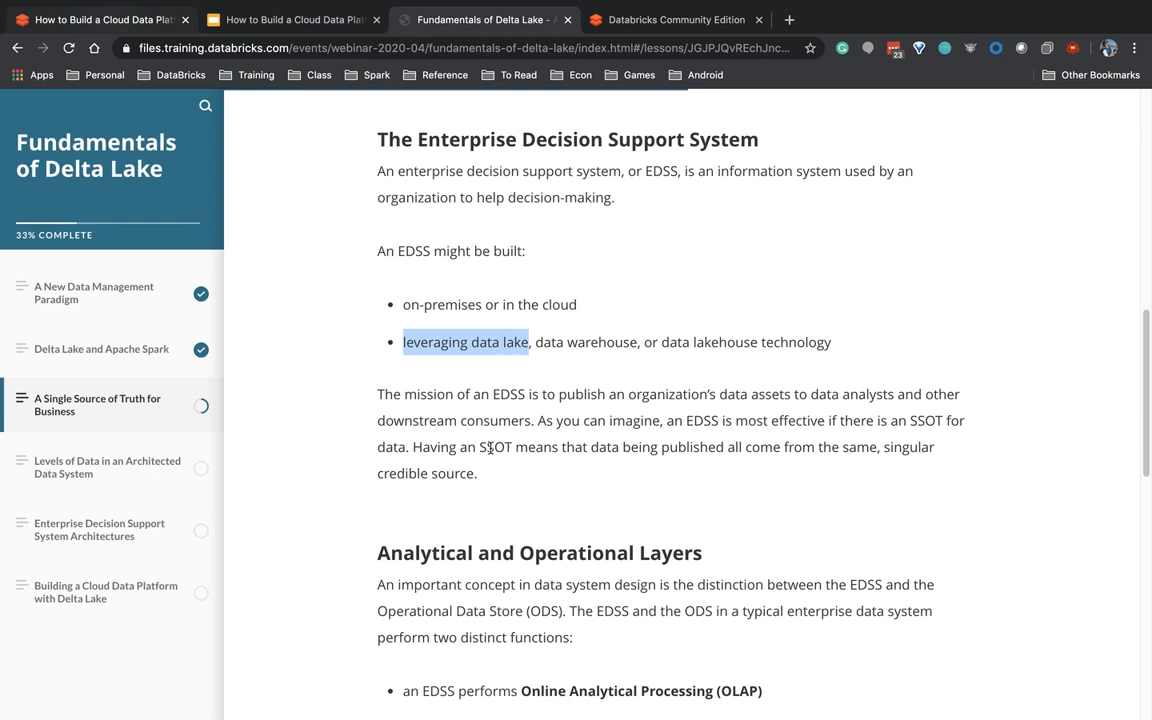 How to Build a Cloud Data Plat
How to Build a Cloud Data Plat
Fundamentals of Delta Lake -
Databricks Community Edition
files.training.databricks.com/events/webinar-2020-04/fundamentals-of-delta-lake/index.html#/lessons/JGJPJQvREchJnc...
23
Apps
Personal
DataBricks
Training
Class
Spark
Reference
To Read
Econ
Games
Android
Other Bookmarks
Fundamentals
of Delta Lake
33% COMPLETE
A New Data Management
Paradigm
Delta Lake and Apache Spark
A Single Source of Truth for
Business
Levels of Data in an Architected
Data System
Enterprise Decision Support
System Architectures
Building a Cloud Data Platform
with Delta Lake
The Enterprise Decision Support System
An enterprise decision support system, or EDSS, is an information system used by an
organization to help decision-making.
An EDSS might be built:
• on-premises or in the cloud
• leveraging data lake, data warehouse, or data lakehouse technology
The mission of an EDSS is to publish an organization’s data assets to data analysts and other
downstream consumers. As you can imagine, an EDSS is most effective if there is an SSOT for
data. Having an SSOT means that data being published all come from the same, singular
credible source.
Analytical and Operational Layers
An important concept in data system design is the distinction between the EDSS and the
Operational Data Store (ODS). The EDSS and the ODS in a typical enterprise data system
perform two distinct functions:
• an EDSS performs Online Analytical Processing (OLAP)